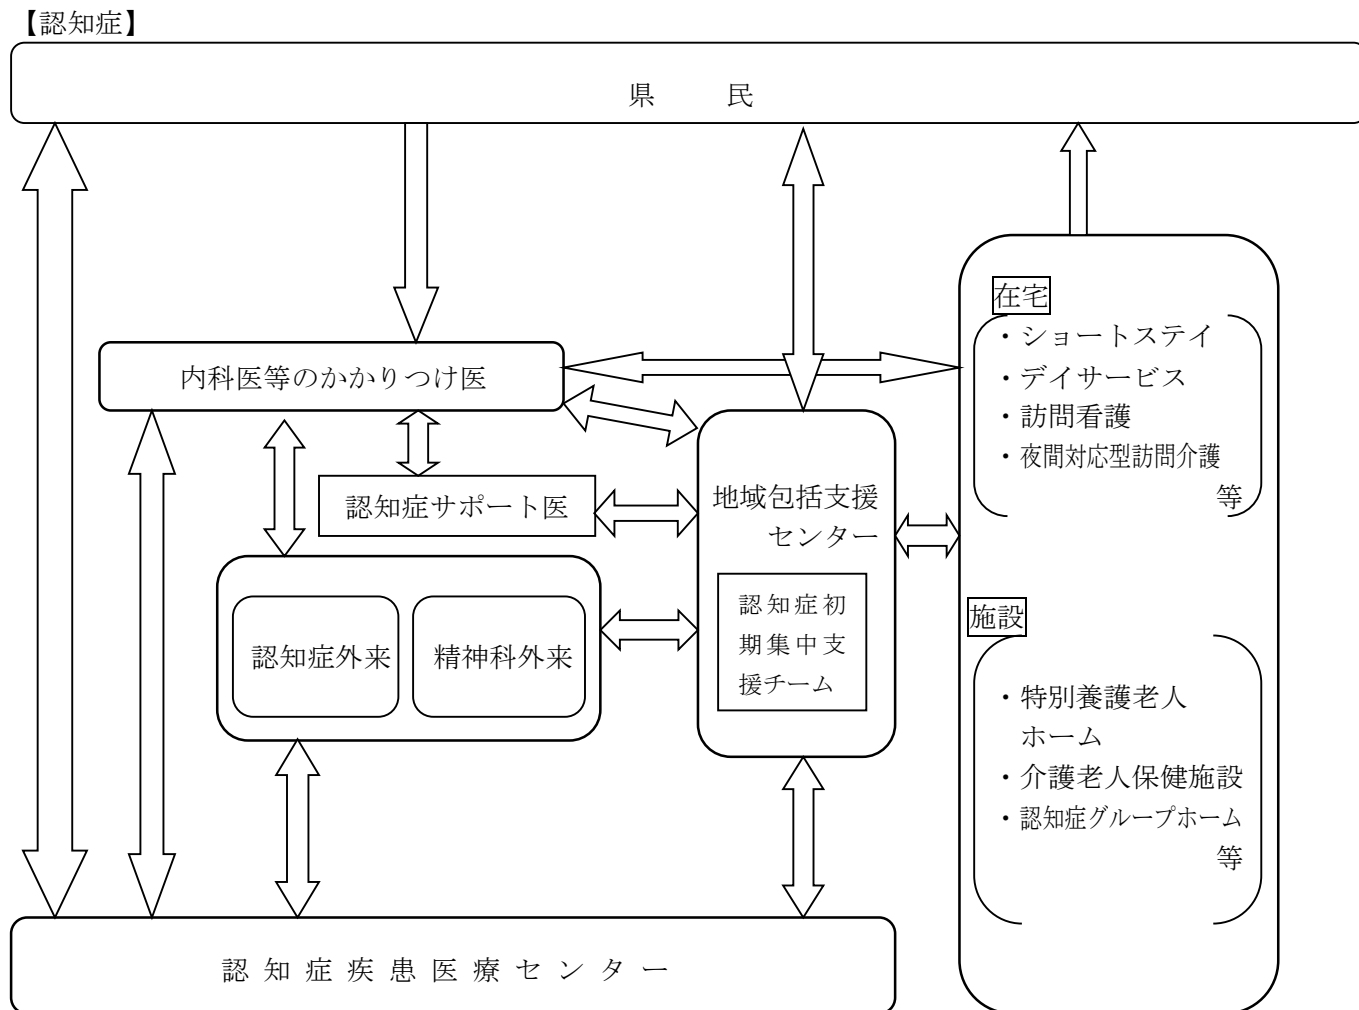 【認知症】
県　　民
内科医等のかかりつけ医
認知症サポート医
認知症外来
精神科外来
地域包括支援
センター
認知症初
期集中支
援チーム
在宅
・ショートステイ
・デイサービス
・訪問看護
・夜間対応型訪問介護
等
施設
・特別養護老人
ホーム
・介護老人保健施設
・認知症グループホーム
等
認知症疾患医療センター